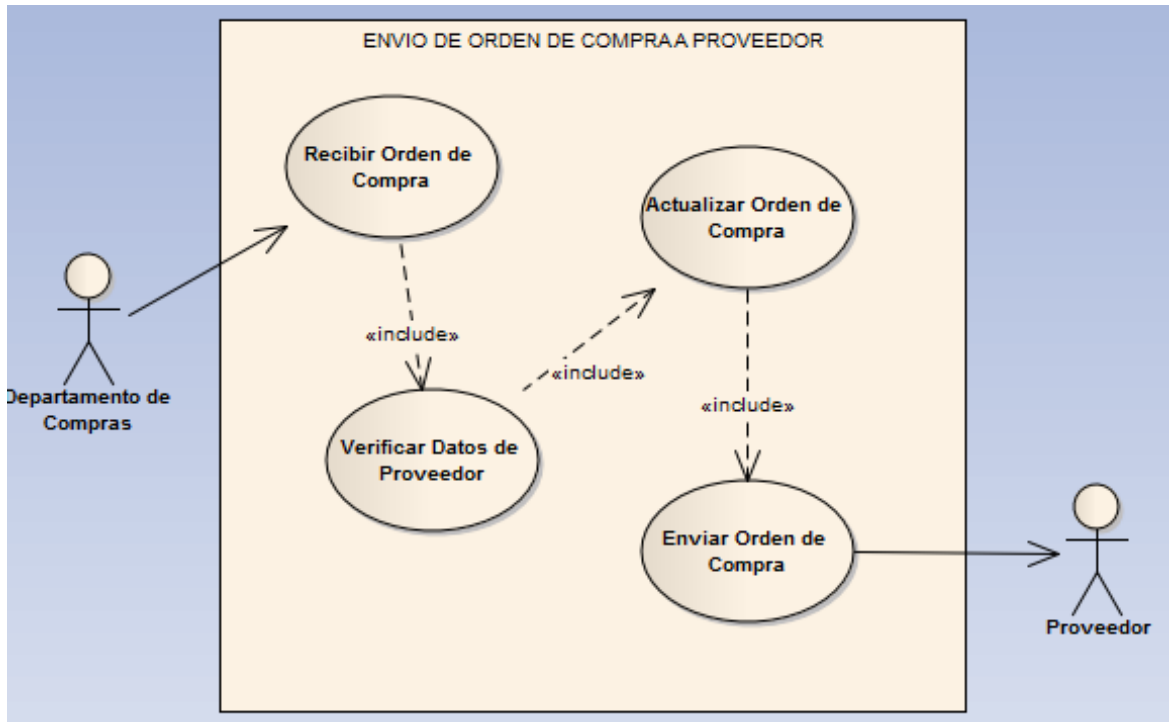 ENVIO DE ORDEN DE COMPRA A PROVEEDOR
Recibir Orden de
Compra
Actualizar Orden de
Compra
«include»
«include»
«include»
Departamento de
Compras
Verificar Datos de
Proveedor
Enviar Orden de
Compra
Proveedor